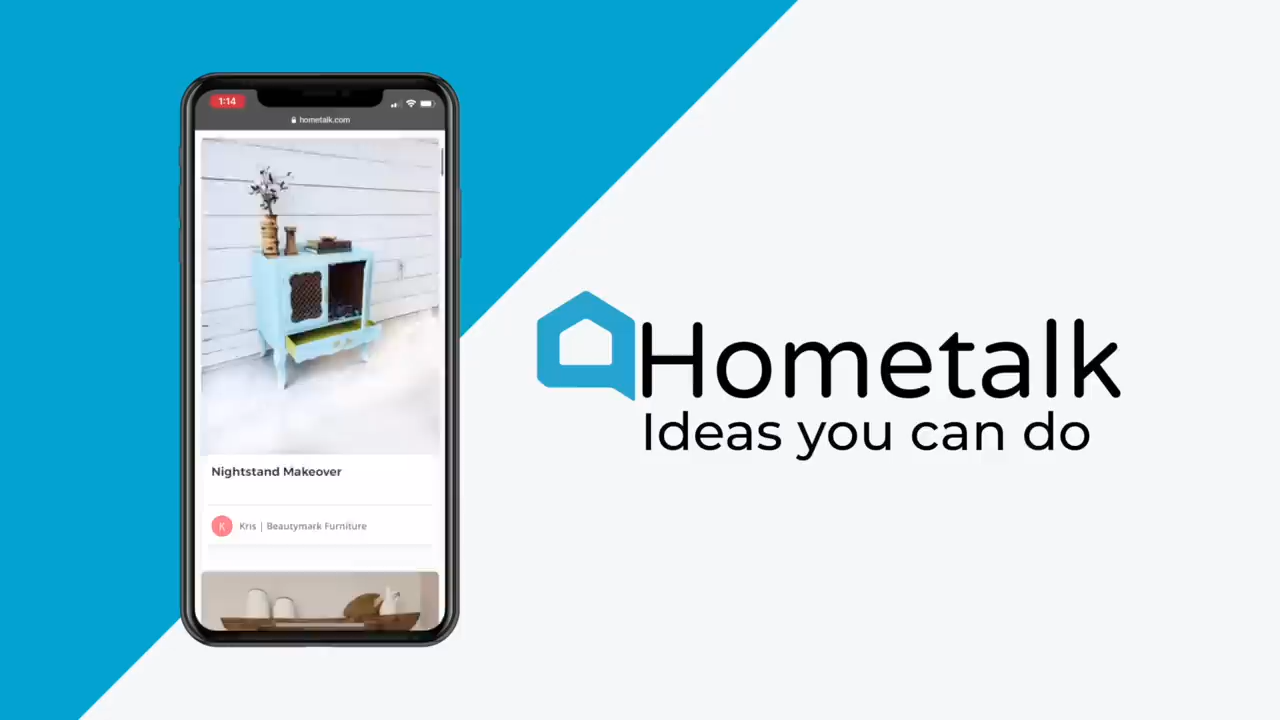 1:14
hometalk.com
Nightstand Makeover
K
Kris | Beautymark Furniture
Hometalk
Ideas you can do